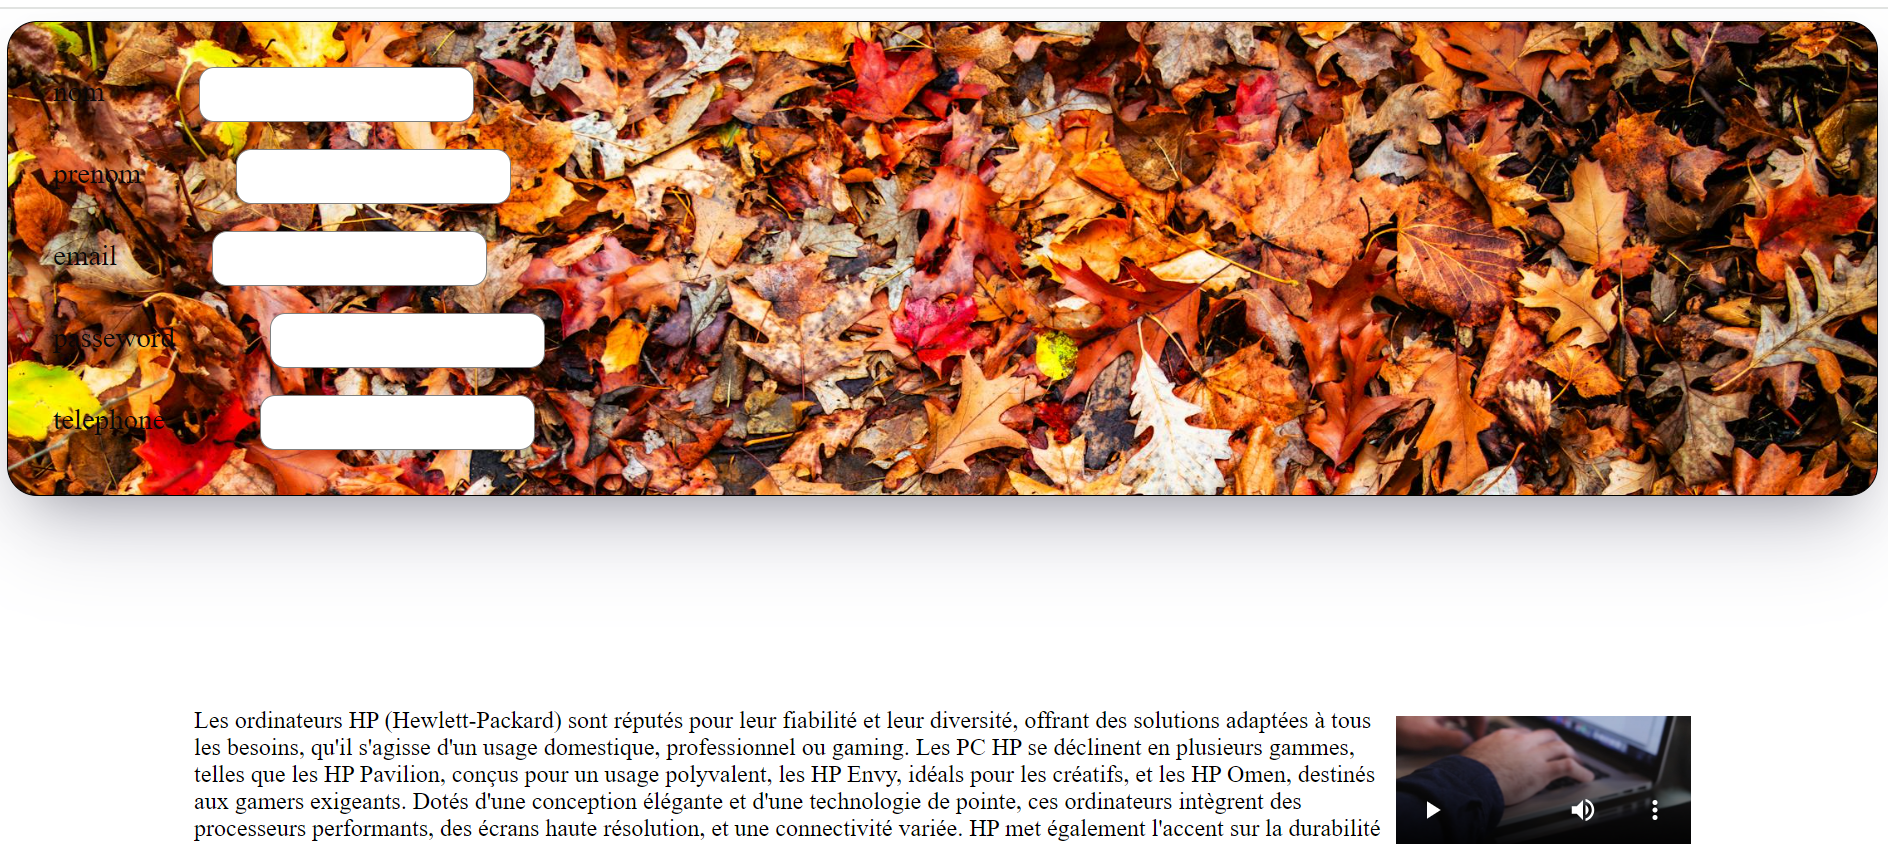 nom
prenom
email
passeword
telephone
Les ordinateurs HP (Hewlett-Packard) sont réputés pour leur fiabilité et leur diversité, offrant des solutions adaptées à tous
les besoins, qu'il s'agisse d'un usage domestique, professionnel ou gaming. Les PC HP se déclinent en plusieurs gammes,
telles que les HP Pavilion, conçus pour un usage polyvalent, les HP Envy, idéals pour les créatifs, et les HP Omen, destinés
aux gamers exigeants. Dotés d'une conception élégante et d'une technologie de pointe, ces ordinateurs intègrent des
processeurs performants, des écrans haute résolution, et une connectivité variée. HP met également l'accent sur la durabilité